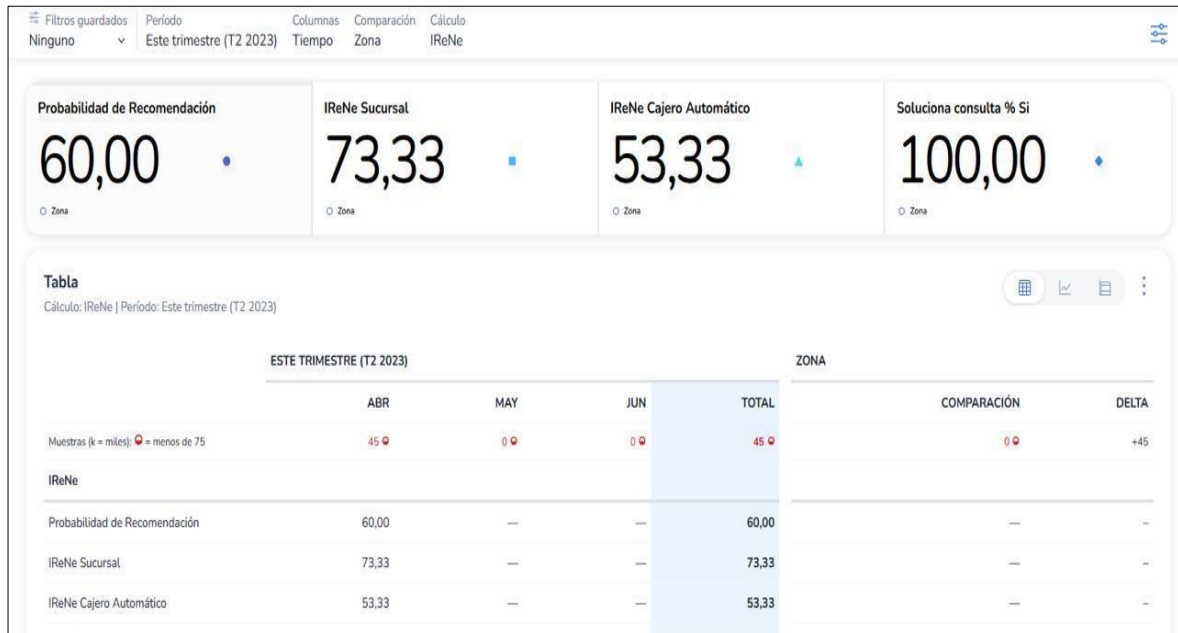 Filtros guardados Período Columnas Comparación Cálculo
Ninguno Este trimestre (T2 2023) Tiempo Zona IReNe
Probabilidad de Recomendación IReNe Sucursal IReNe Cajero Automático Soluciona consulta % Si
60,00 73,33 53,33 100,00
Zona Zona Zona Zona
Tabla
Cálculo: IReNe | Período: Este trimestre (T2 2023)
ESTE TRIMESTRE (T2 2023) ZONA
ABR MAY JUN TOTAL COMPARACIÓN DELTA
Muestras (k = miles): = menos de 75 45 0 0 45 0 +45
IReNe
Probabilidad de Recomendación 60,00 — — 60,00 — –
IReNe Sucursal 73,33 — — 73,33 — –
IReNe Cajero Automático 53,33 — — 53,33 — –